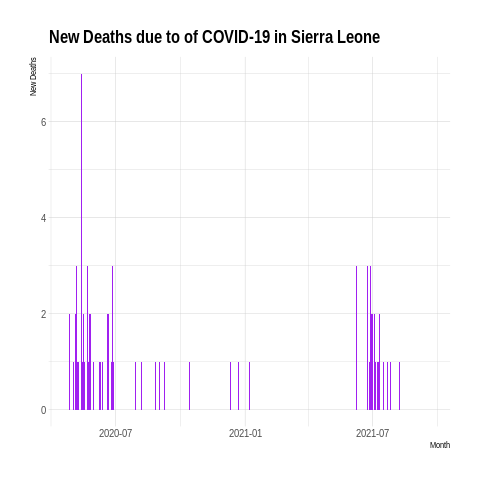 New Deaths due to of COVID-19 in Sierra Leone
New Deaths
6
4
2
0
2020-07
2021-01
2021-07
Month